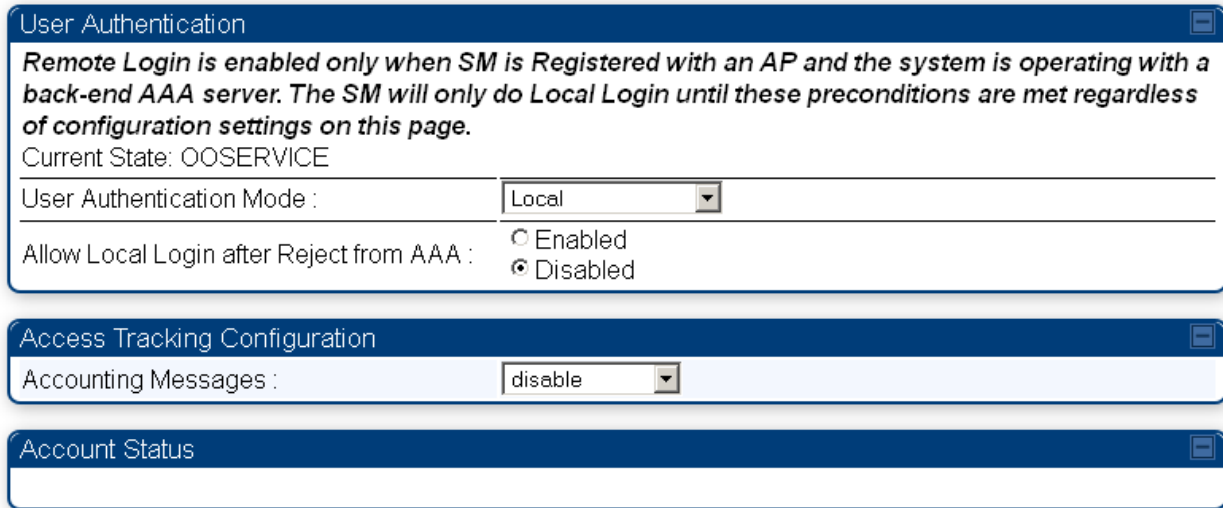 User Authentication
Remote Login is enabled only when SM is Registered with an AP and the system is operating with a
back-end AAA server. The SM will only do Local Login until these preconditions are met regardless
of configuration settings on this page.
Current State: OOSERVICE
User Authentication Mode : Local
Allow Local Login after Reject from AAA : Enabled
Disabled
Access Tracking Configuration
Accounting Messages : disable
Account Status